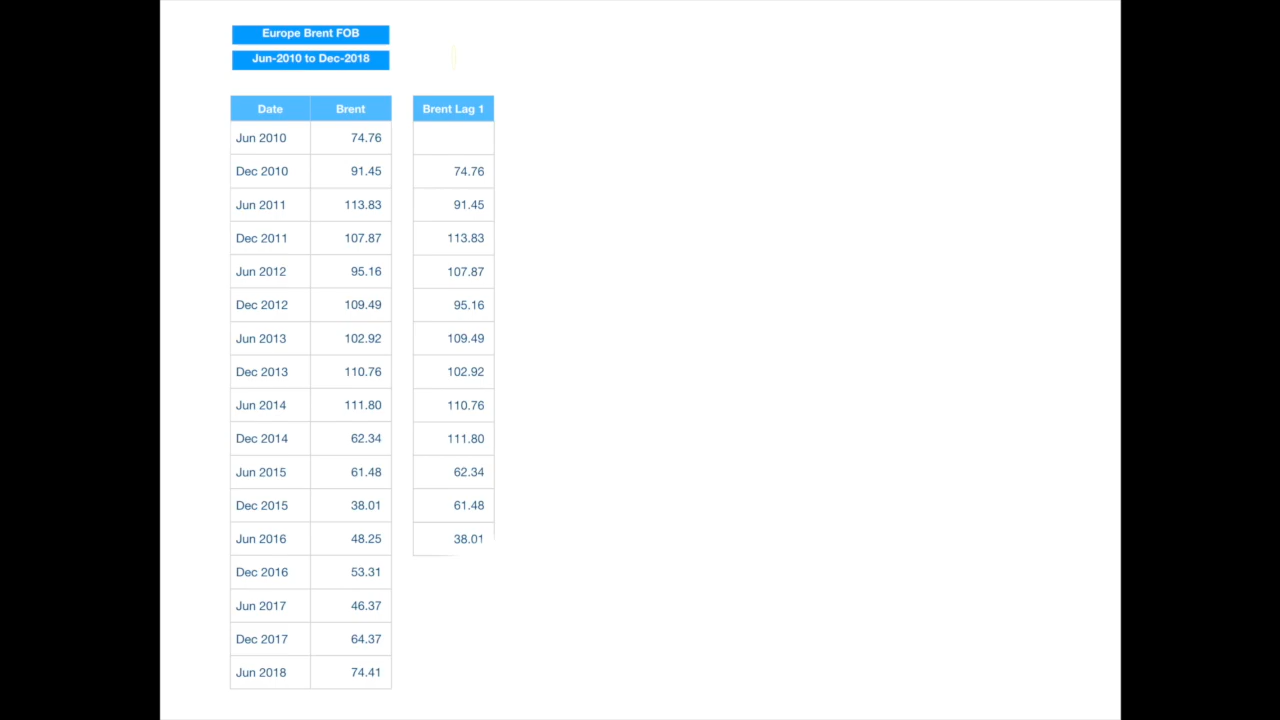 Europe Brent FOB
Jun-2010 to Dec-2018
Date Brent Brent Lag 1
Jun 2010 74.76
Dec 2010 91.45 74.76
Jun 2011 113.83 91.45
Dec 2011 107.87 113.83
Jun 2012 95.16 107.87
Dec 2012 109.49 95.16
Jun 2013 102.92 109.49
Dec 2013 110.76 102.92
Jun 2014 111.80 110.76
Dec 2014 62.34 111.80
Jun 2015 61.48 62.34
Dec 2015 38.01 61.48
Jun 2016 48.25 38.01
Dec 2016 53.31
Jun 2017 46.37
Dec 2017 64.37
Jun 2018 74.41